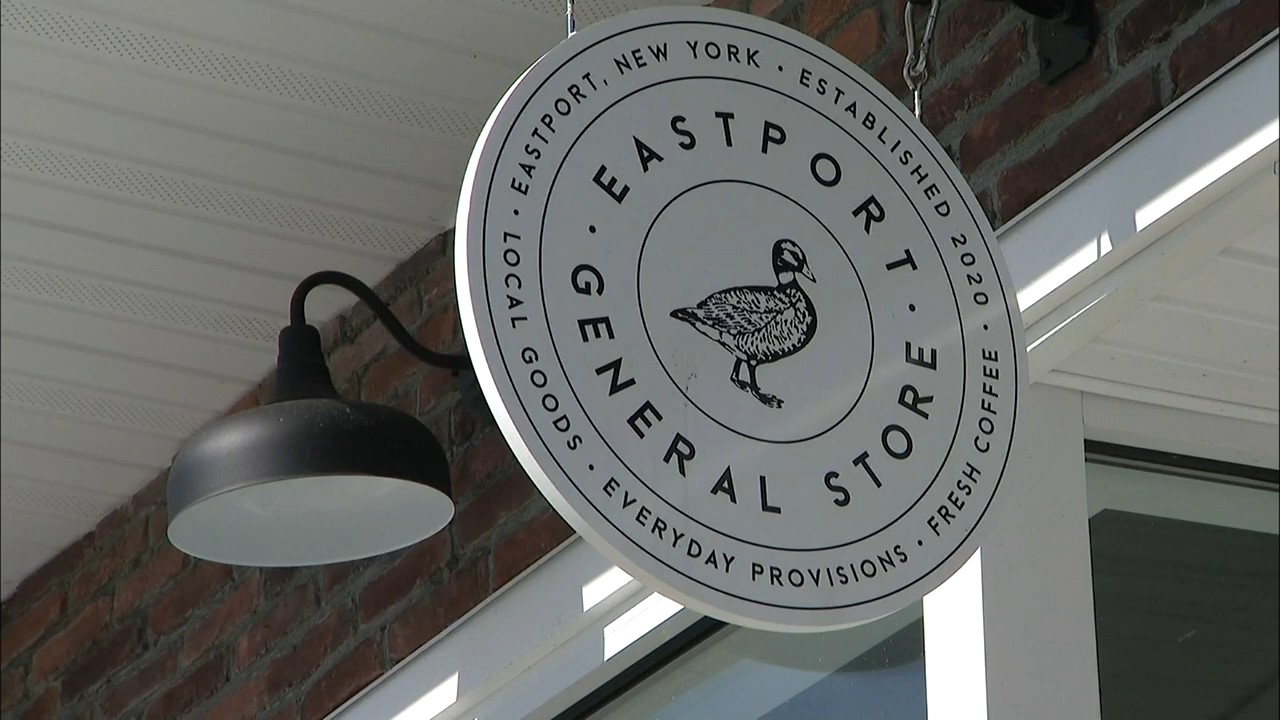 EASTPORT, NEW YORK • ESTABLISHED 2020 • FRESH COFFEE • EVERYDAY PROVISIONS • LOCAL GOODS •
• EASTPORT •
GENERAL STORE